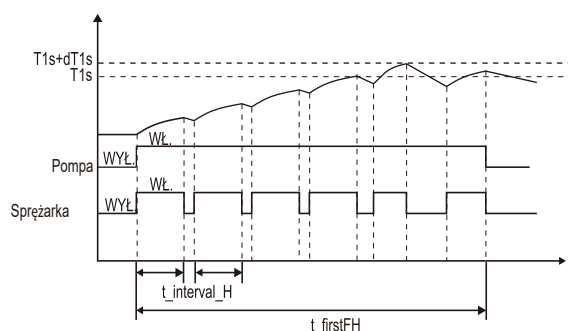 T1s+dT1s
T1s
WŁ.
WYŁ.
Pompa
WŁ.
WYŁ.
Sprężarka
t_interval_H
t_firstFH